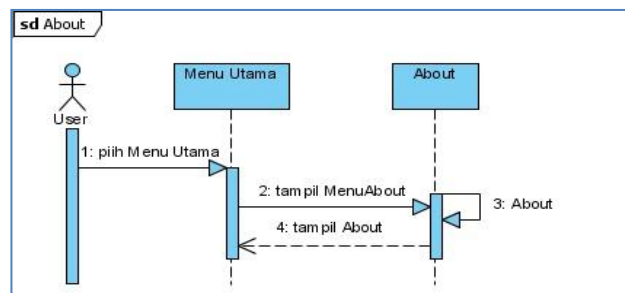 sd About
Menu Utama
About
User
1: piih Menu Utama
2: tampil MenuAbout
3: About
4: tampil About